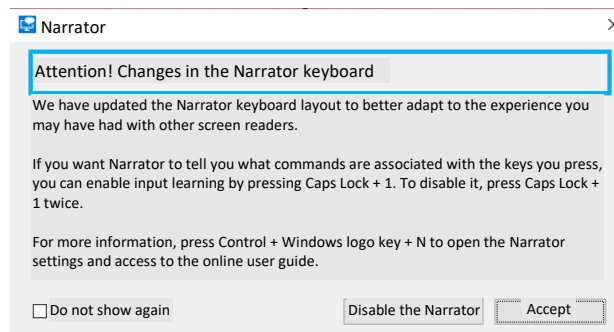 Narrator
Attention! Changes in the Narrator keyboard
We have updated the Narrator keyboard layout to better adapt to the experience you
may have had with other screen readers.
If you want Narrator to tell you what commands are associated with the keys you press,
you can enable input learning by pressing Caps Lock + 1. To disable it, press Caps Lock +
1 twice.
For more information, press Control + Windows logo key + N to open the Narrator
settings and access to the online user guide.
Do not show again
Disable the Narrator
Accept